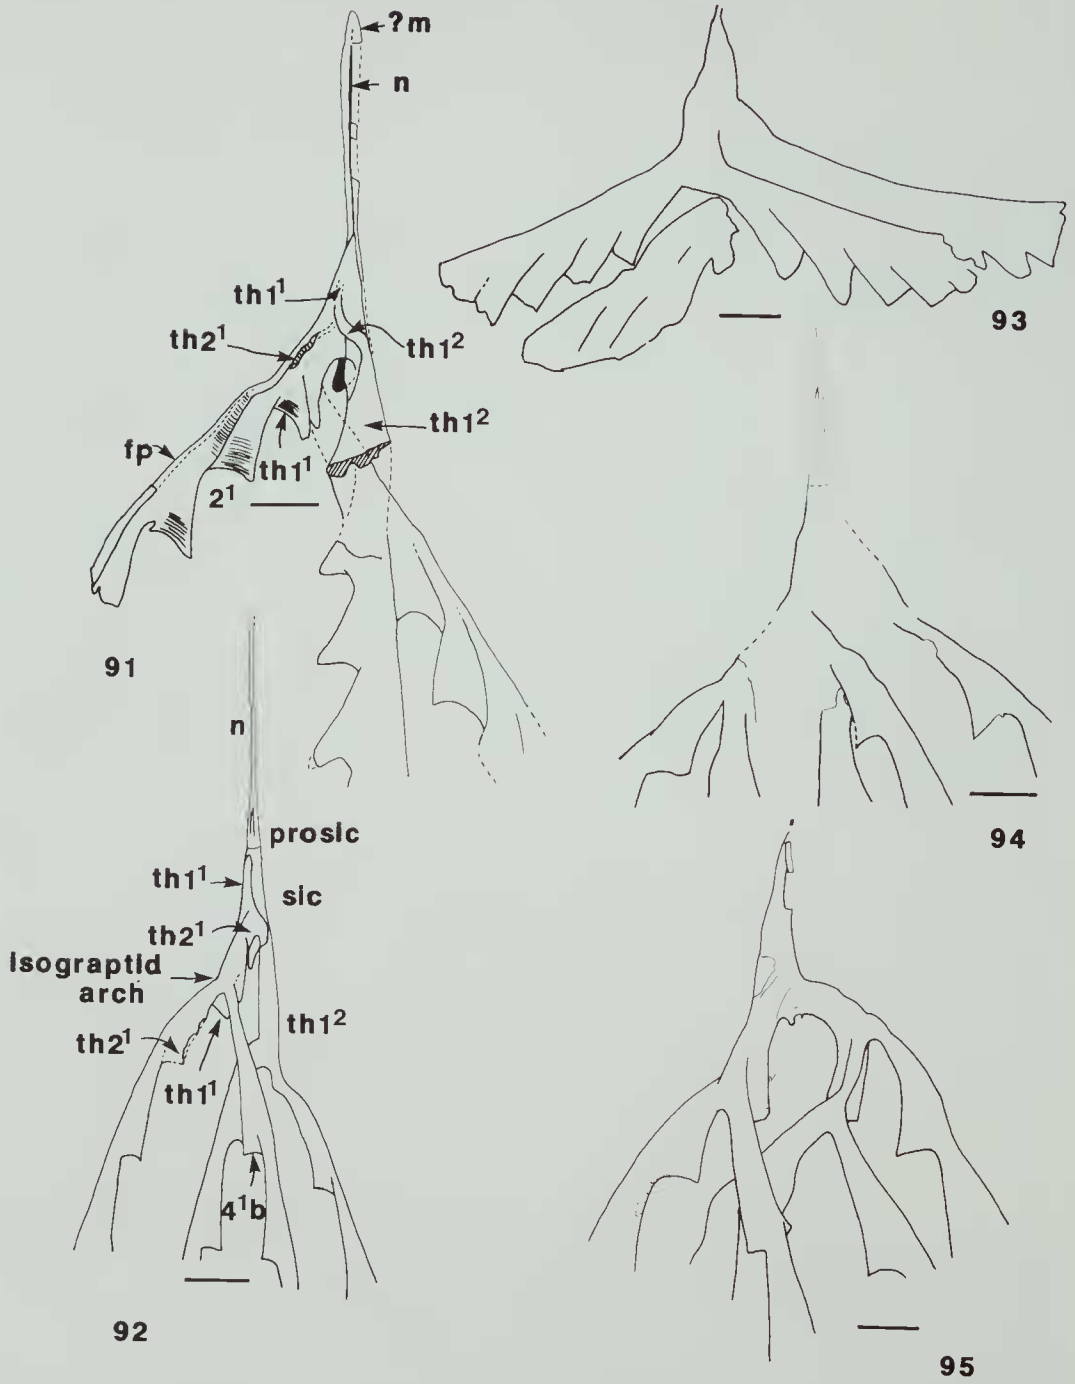 ?m
n
th1¹
th2¹
th1²
th1²
fp
th1¹
2¹
91
93
n
prosic
th1¹
sic
th2¹
isograptid
arch
th1²
th2¹
th1¹
4¹b
92
94
95